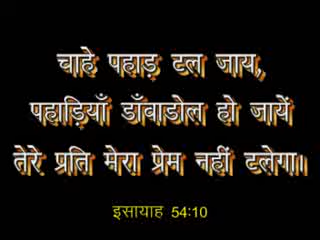 चाहे पहाड़ टल जाय,
पहाड़ियाँ डाँवाडोल हो जायें
तेरे प्रति मेरा प्रेम नहीं टलेगा।
इसायाह 54:10